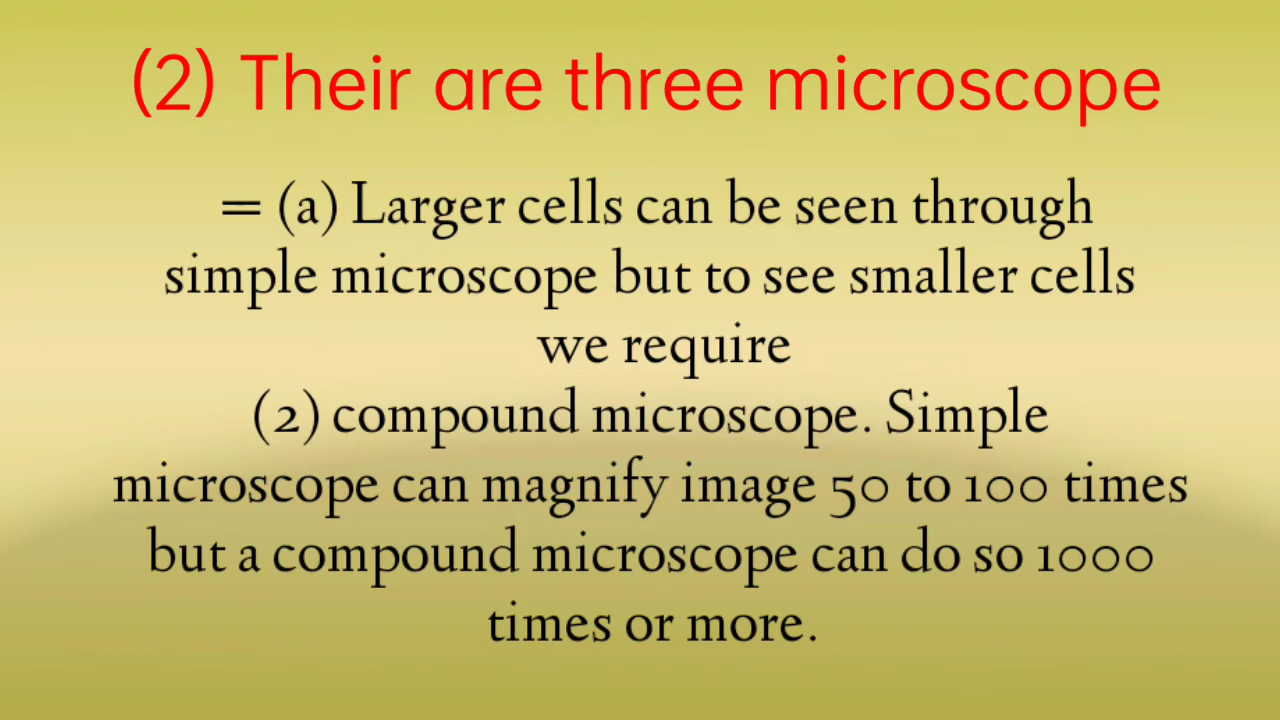 (2) Their are three microscope
= (a) Larger cells can be seen through
simple microscope but to see smaller cells
we require
(2) compound microscope. Simple
microscope can magnify image 50 to 100 times
but a compound microscope can do so 1000
times or more.